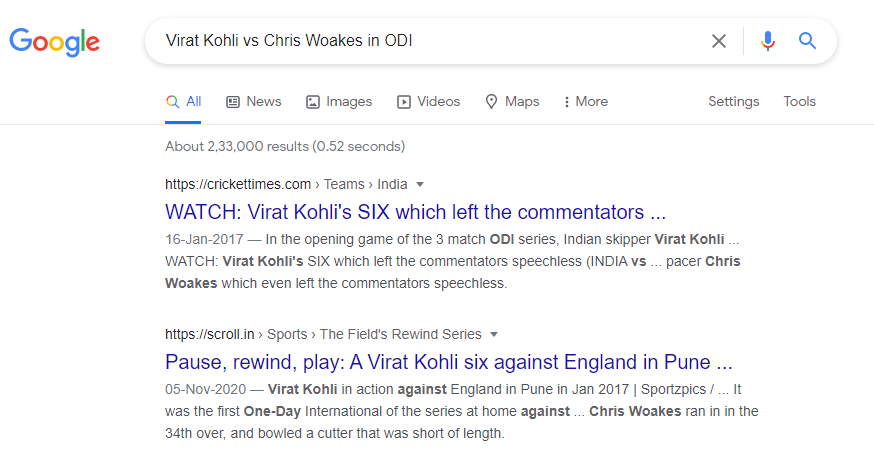 Google
Virat Kohli vs Chris Woakes in ODI
All News Images Videos Maps More Settings Tools
About 2,33,000 results (0.52 seconds)
https://crickettimes.com › Teams › India
WATCH: Virat Kohli's SIX which left the commentators ...
16-Jan-2017 — In the opening game of the 3 match ODI series, Indian skipper Virat Kohli ...
WATCH: Virat Kohli's SIX which left the commentators speechless (INDIA vs ... pacer Chris
Woakes which even left the commentators speechless.
https://scroll.in › Sports › The Field's Rewind Series
Pause, rewind, play: A Virat Kohli six against England in Pune ...
05-Nov-2020 — Virat Kohli in action against England in Pune in Jan 2017 | Sportzpics / ... It
was the first One-Day International of the series at home against ... Chris Woakes ran in in the
34th over, and bowled a cutter that was short of length.